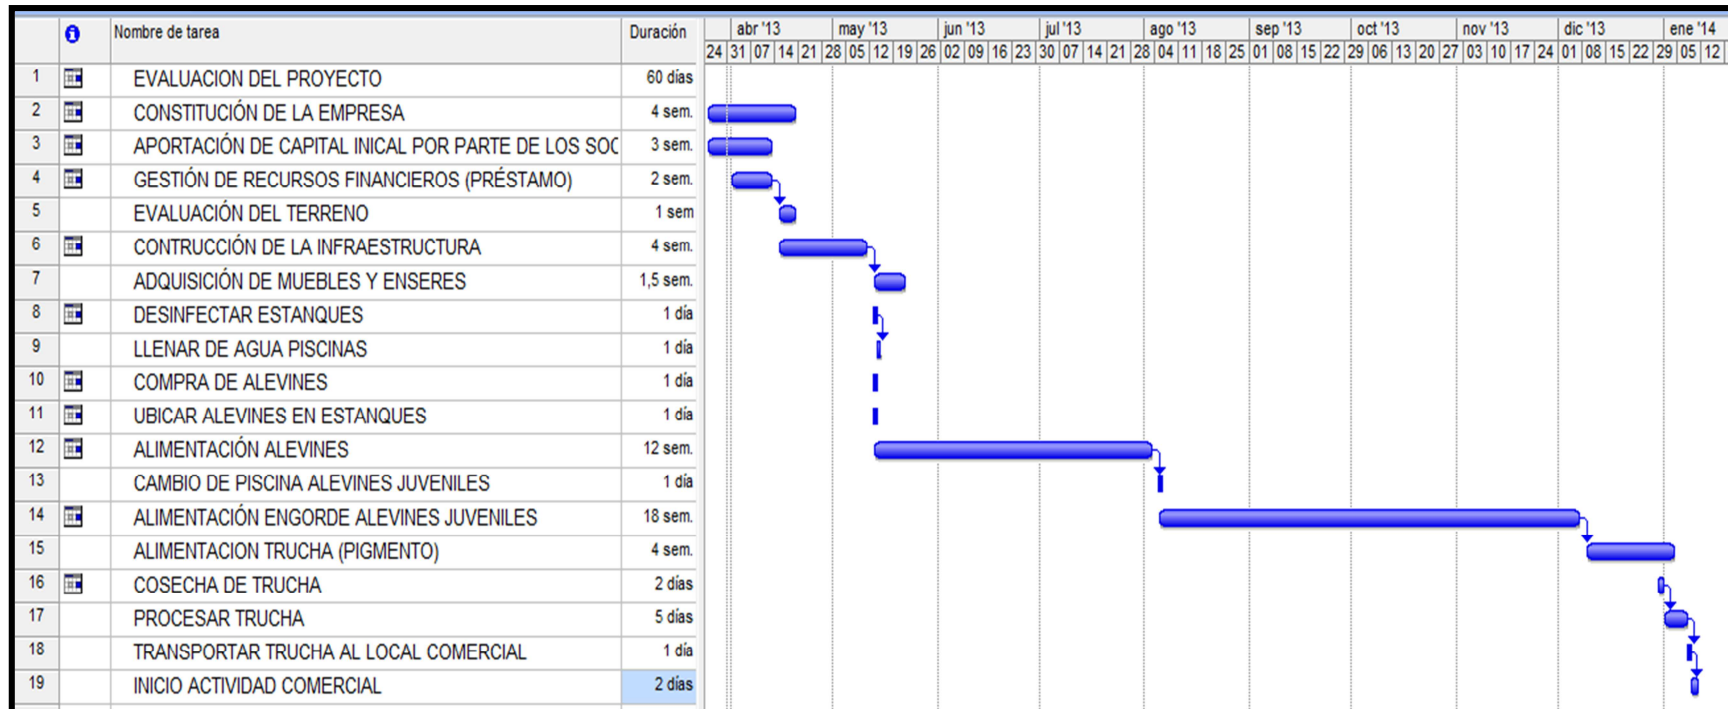 Nombre de tarea Duración abr '13 may '13 jun '13 jul '13 ago '13 sep '13 oct '13 nov '13 dic '13 ene '14
24 31 07 14 21 28 05 12 19 26 02 09 16 23 30 07 14 21 28 04 11 18 25 01 08 15 22 29 06 13 20 27 03 10 17 24 01 08 15 22 29 05 12
1 EVALUACION DEL PROYECTO 60 días
2 CONSTITUCIÓN DE LA EMPRESA 4 sem.
3 APORTACIÓN DE CAPITAL INICAL POR PARTE DE LOS SOC 3 sem.
4 GESTIÓN DE RECURSOS FINANCIEROS (PRÉSTAMO) 2 sem.
5 EVALUACIÓN DEL TERRENO 1 sem
6 CONTRUCCIÓN DE LA INFRAESTRUCTURA 4 sem.
7 ADQUISICIÓN DE MUEBLES Y ENSERES 1,5 sem.
8 DESINFECTAR ESTANQUES 1 día
9 LLENAR DE AGUA PISCINAS 1 día
10 COMPRA DE ALEVINES 1 día
11 UBICAR ALEVINES EN ESTANQUES 1 día
12 ALIMENTACIÓN ALEVINES 12 sem.
13 CAMBIO DE PISCINA ALEVINES JUVENILES 1 día
14 ALIMENTACIÓN ENGORDE ALEVINES JUVENILES 18 sem.
15 ALIMENTACION TRUCHA (PIGMENTO) 4 sem.
16 COSECHA DE TRUCHA 2 días
17 PROCESAR TRUCHA 5 días
18 TRANSPORTAR TRUCHA AL LOCAL COMERCIAL 1 día
19 INICIO ACTIVIDAD COMERCIAL 2 días